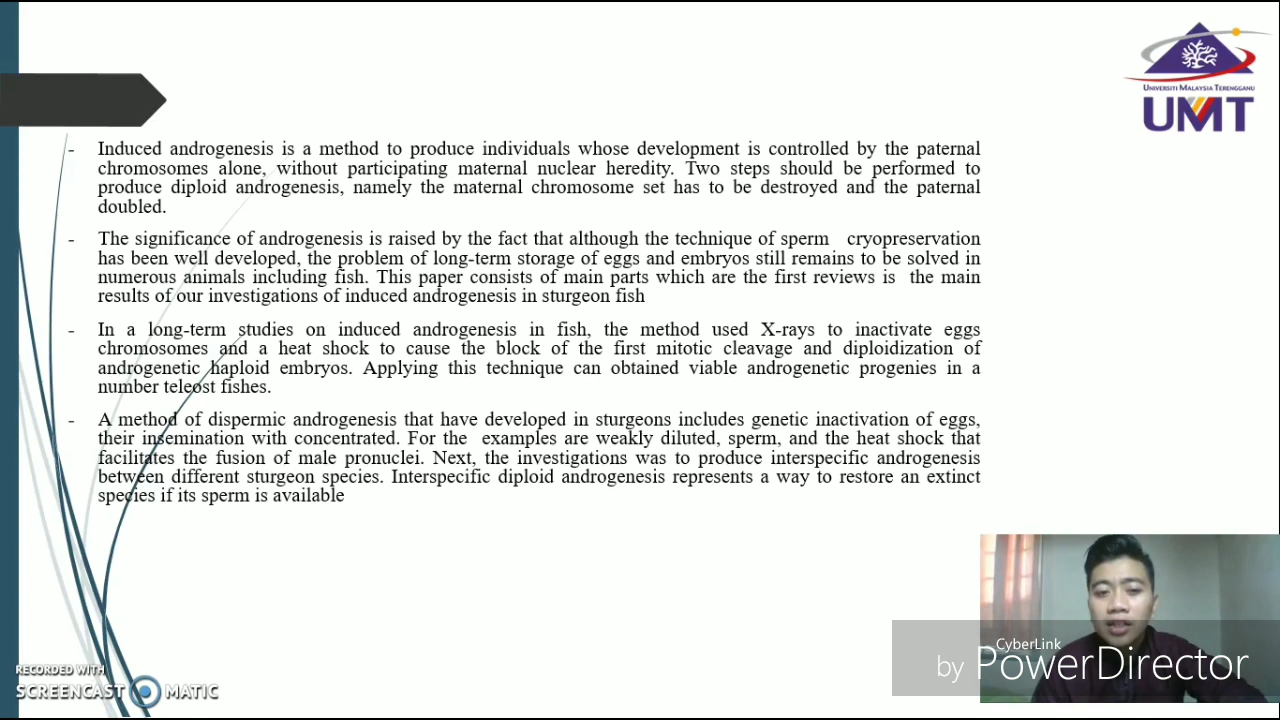 UNIVERSITI MALAYSIA TERENGGANU
UMT
- Induced androgenesis is a method to produce individuals whose development is controlled by the paternal
chromosomes alone, without participating maternal nuclear heredity. Two steps should be performed to
produce diploid androgenesis, namely the maternal chromosome set has to be destroyed and the paternal
doubled.
- The significance of androgenesis is raised by the fact that although the technique of sperm cryopreservation
has been well developed, the problem of long-term storage of eggs and embryos still remains to be solved in
numerous animals including fish. This paper consists of main parts which are the first reviews is the main
results of our investigations of induced androgenesis in sturgeon fish
- In a long-term studies on induced androgenesis in fish, the method used X-rays to inactivate eggs
chromosomes and a heat shock to cause the block of the first mitotic cleavage and diploidization of
androgenetic haploid embryos. Applying this technique can obtained viable androgenetic progenies in a
number teleost fishes.
- A method of dispermic androgenesis that have developed in sturgeons includes genetic inactivation of eggs,
their insemination with concentrated. For the examples are weakly diluted, sperm, and the heat shock that
facilitates the fusion of male pronuclei. Next, the investigations was to produce interspecific androgenesis
between different sturgeon species. Interspecific diploid androgenesis represents a way to restore an extinct
species if its sperm is available
RECORDED WITH
SCREENCAST MATIC
CyberLink
by PowerDirector